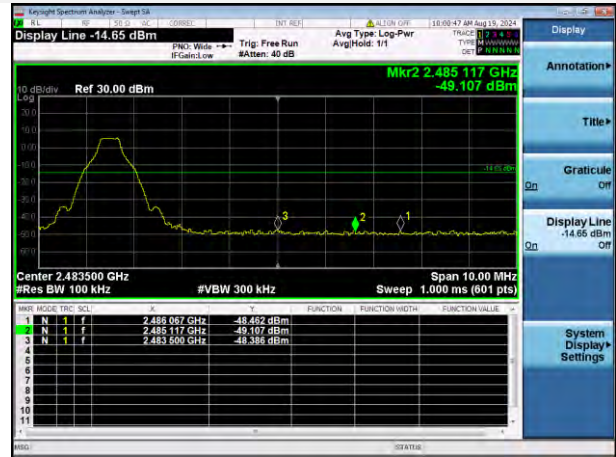 Keysight Spectrum Analyzer - Swept SA
RL RF 50 Ω AC CORREC INT REF ALIGN OFF 10:00:47 AM Aug 19, 2024
Display Line -14.65 dBm
PNO: Wide Trig: Free Run Avg Type: Log-Pwr TRACE 1 2 3 4 5 6
IFGain:Low #Atten: 40 dB Avg|Hold: 1/1 TYPE M WWWWW
DET P N N N N N
Mkr2 2.485 117 GHz
-49.107 dBm
10 dB/div Ref 30.00 dBm
Log
20.0
10.0
0.00
-10.0
-14.65 dBm
-20.0
-30.0
-40.0
3 2 1
-50.0
-60.0
Center 2.483500 GHz Span 10.00 MHz
#Res BW 100 kHz #VBW 300 kHz Sweep 1.000 ms (601 pts)
MKR MODE TRC SCL X Y FUNCTION FUNCTION WIDTH FUNCTION VALUE
1 N 1 f 2.486 067 GHz -48.462 dBm
2 N 1 f 2.485 117 GHz -49.107 dBm
3 N 1 f 2.483 500 GHz -48.386 dBm
4
5
6
7
8
9
10
11
MSG STATUS
Display
Annotation
Title
Graticule
On Off
Display Line
-14.65 dBm
On Off
System
Display
Settings